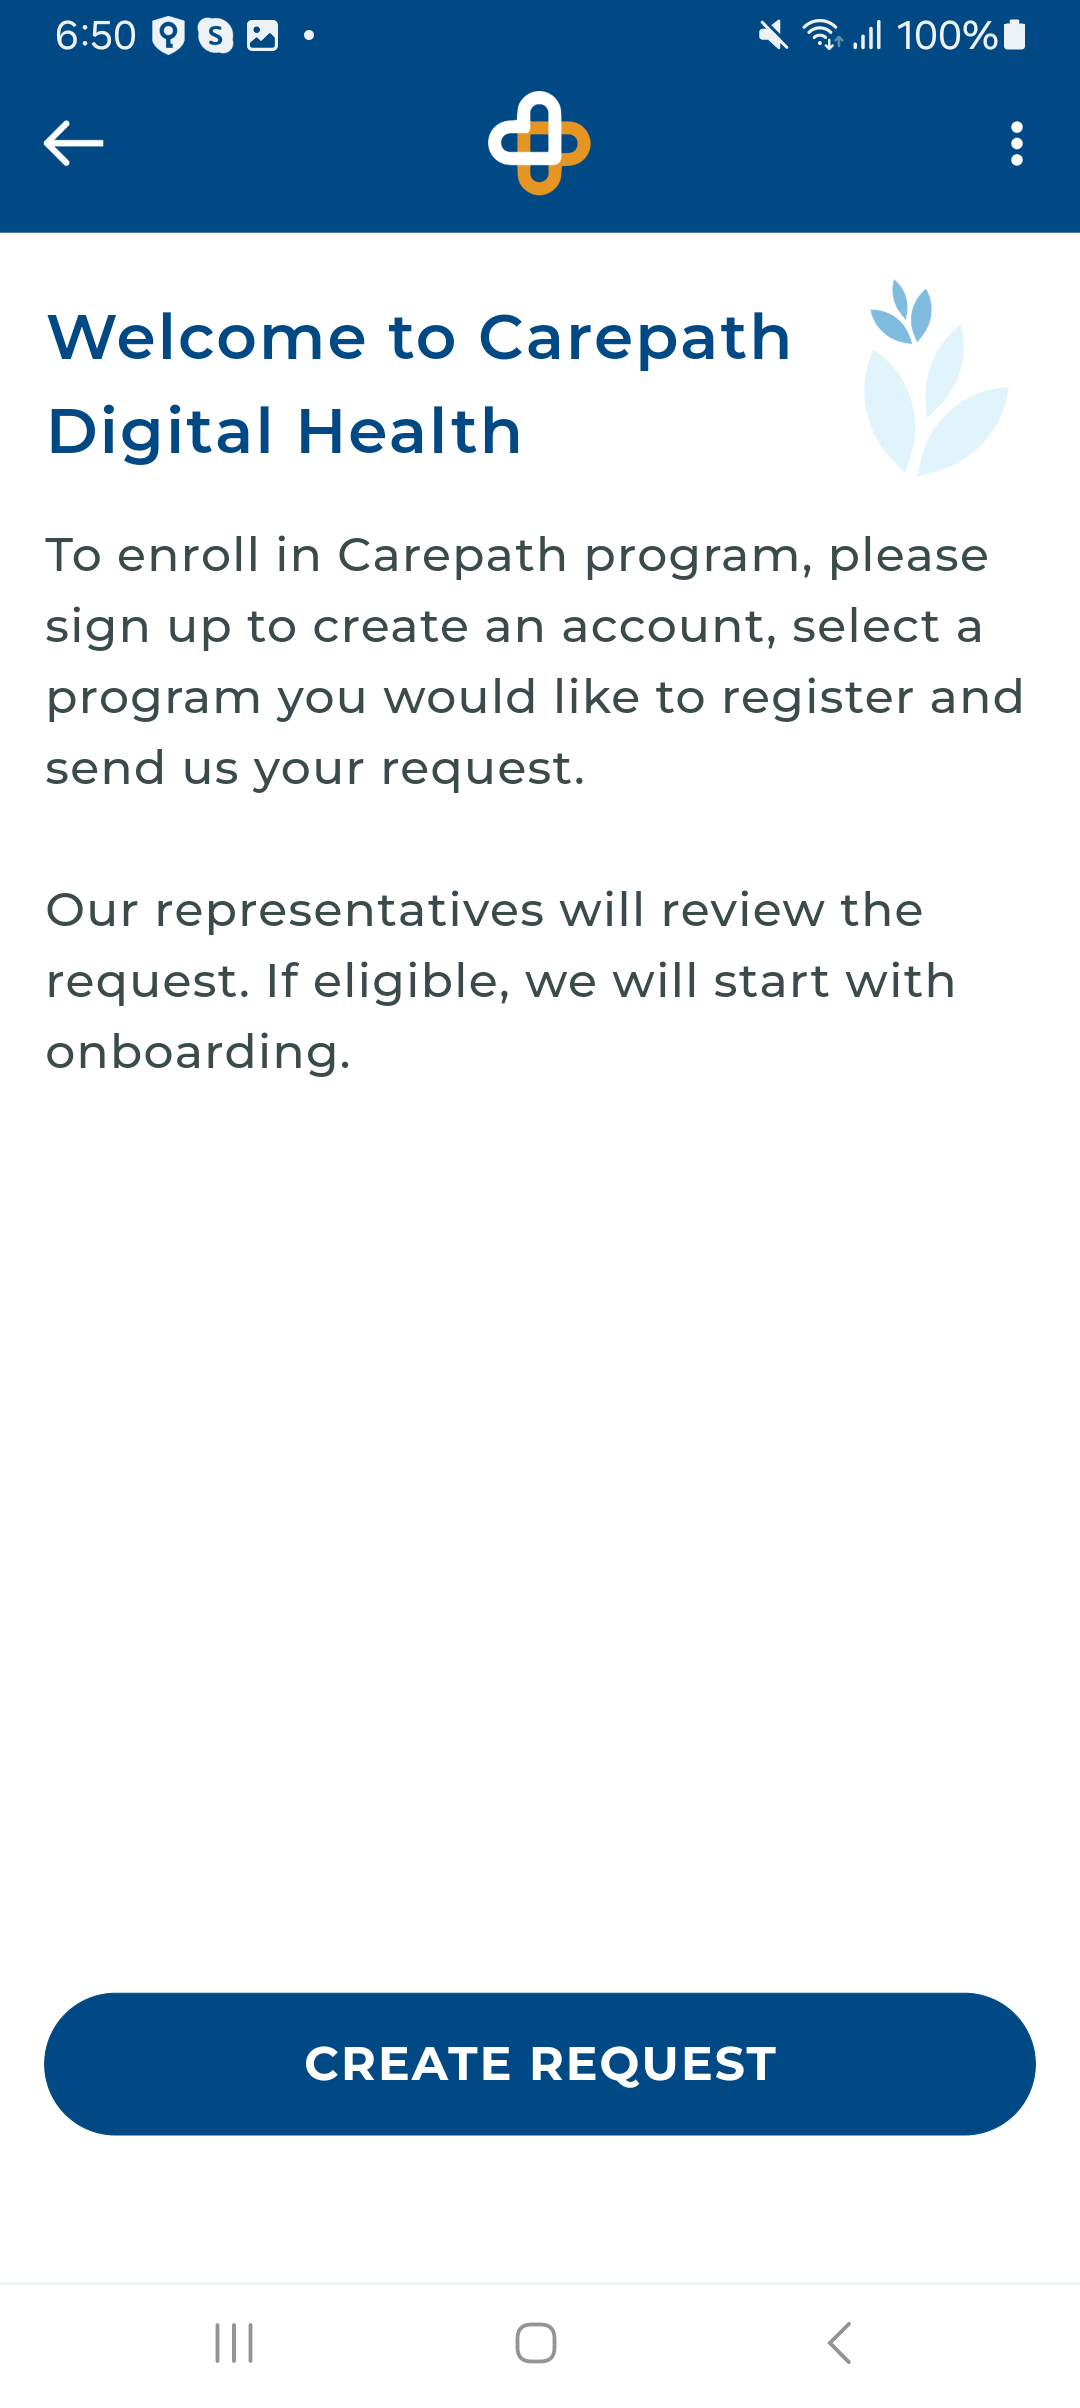 6:50
100%
Welcome to Carepath
Digital Health
To enroll in Carepath program, please
sign up to create an account, select a
program you would like to register and
send us your request.
Our representatives will review the
request. If eligible, we will start with
onboarding.
CREATE REQUEST